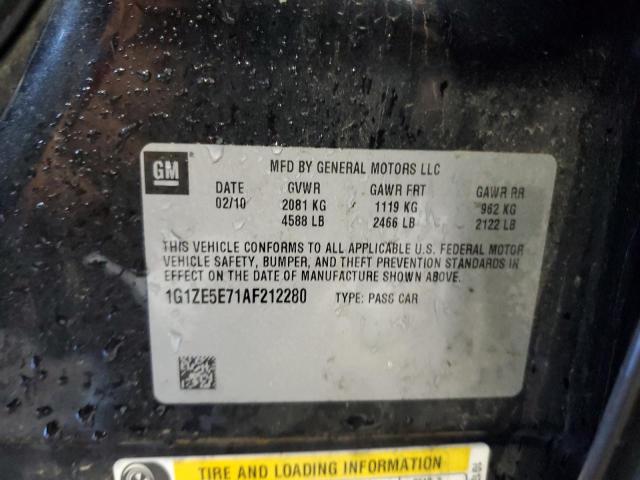 GM
MFD BY GENERAL MOTORS LLC
DATE GVWR GAWR FRT GAWR RR
02/10 2081 KG 1119 KG 962 KG
4588 LB 2466 LB 2122 LB
THIS VEHICLE CONFORMS TO ALL APPLICABLE U.S. FEDERAL MOTOR
VEHICLE SAFETY, BUMPER, AND THEFT PREVENTION STANDARDS IN
EFFECT ON THE DATE OF MANUFACTURE SHOWN ABOVE.
1G1ZE5E71AF212280 TYPE: PASS CAR
TIRE AND LOADING INFORMATION